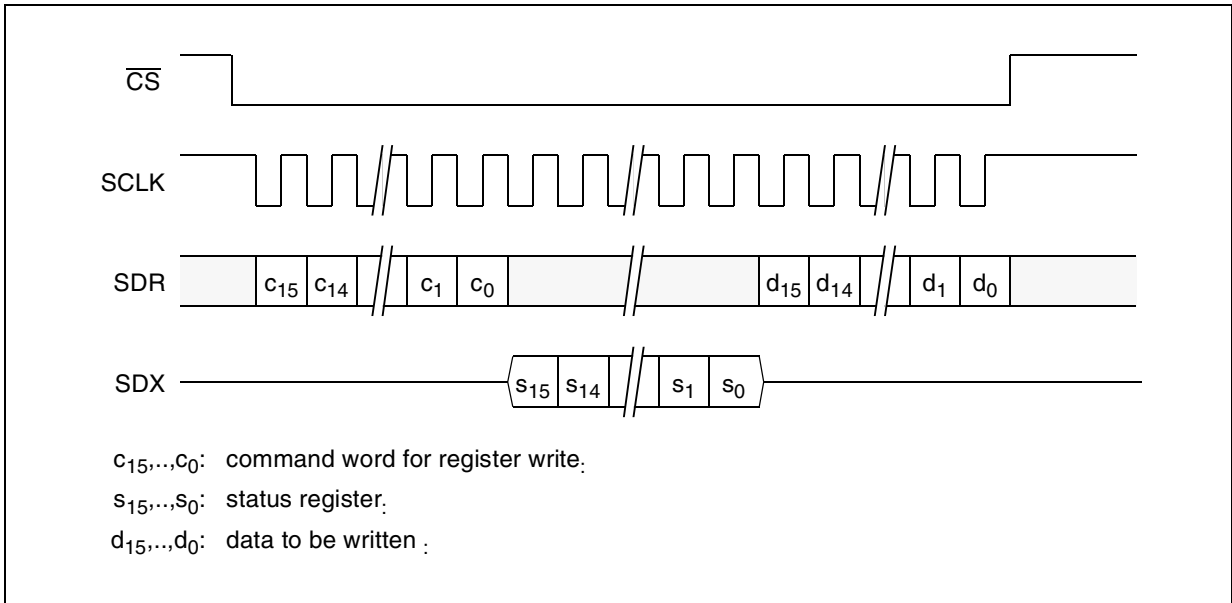 CS
SCLK
SDR c15 c14 c1 c0 d15 d14 d1 d0
SDX s15 s14 s1 s0
c15,..,c0: command word for register write:
s15,..,s0: status register:
d15,..,d0: data to be written :